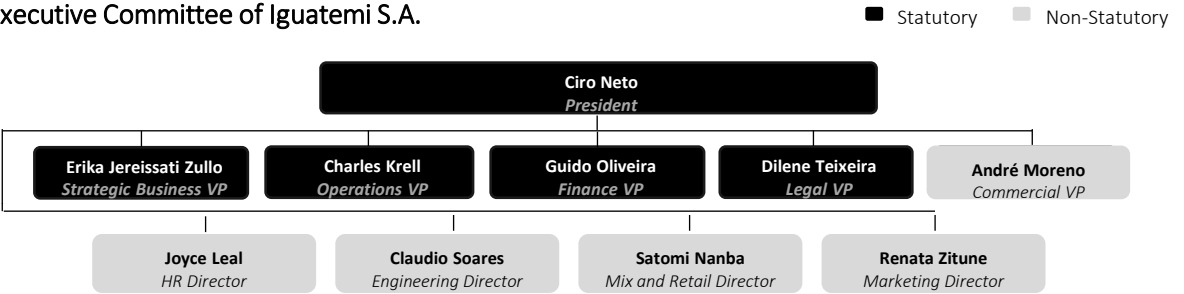 xecutive Committee of Iguatemi S.A.
Statutory
Non-Statutory
Ciro Neto
President
Erika Jereissati Zullo
Strategic Business VP
Charles Krell
Operations VP
Guido Oliveira
Finance VP
Dilene Teixeira
Legal VP
André Moreno
Commercial VP
Joyce Leal
HR Director
Claudio Soares
Engineering Director
Satomi Nanba
Mix and Retail Director
Renata Zitune
Marketing Director